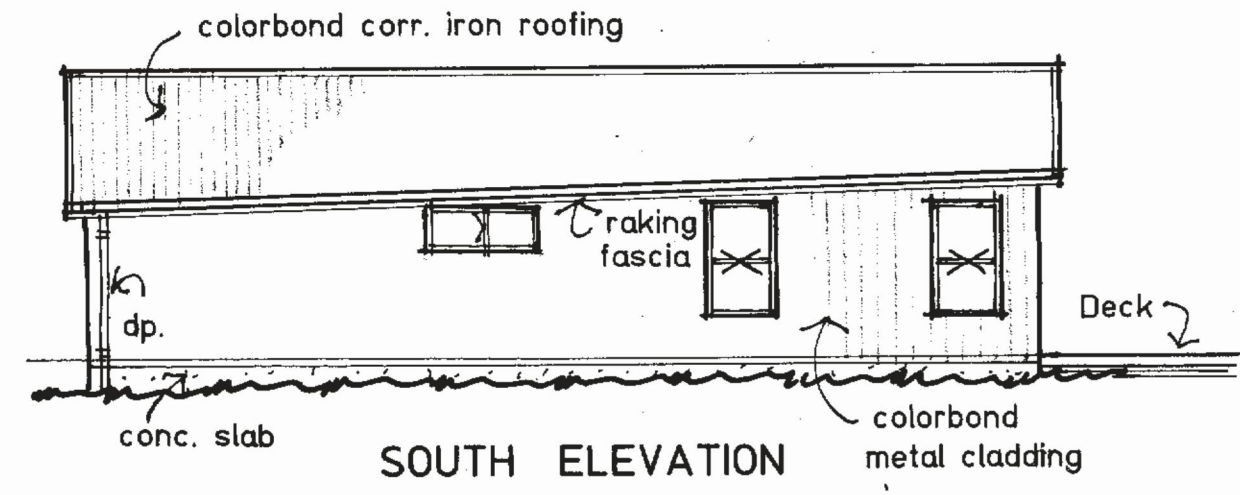 colorbond corr. iron roofing
raking
fascia
dp.
Deck
conc. slab
colorbond
metal cladding
SOUTH ELEVATION